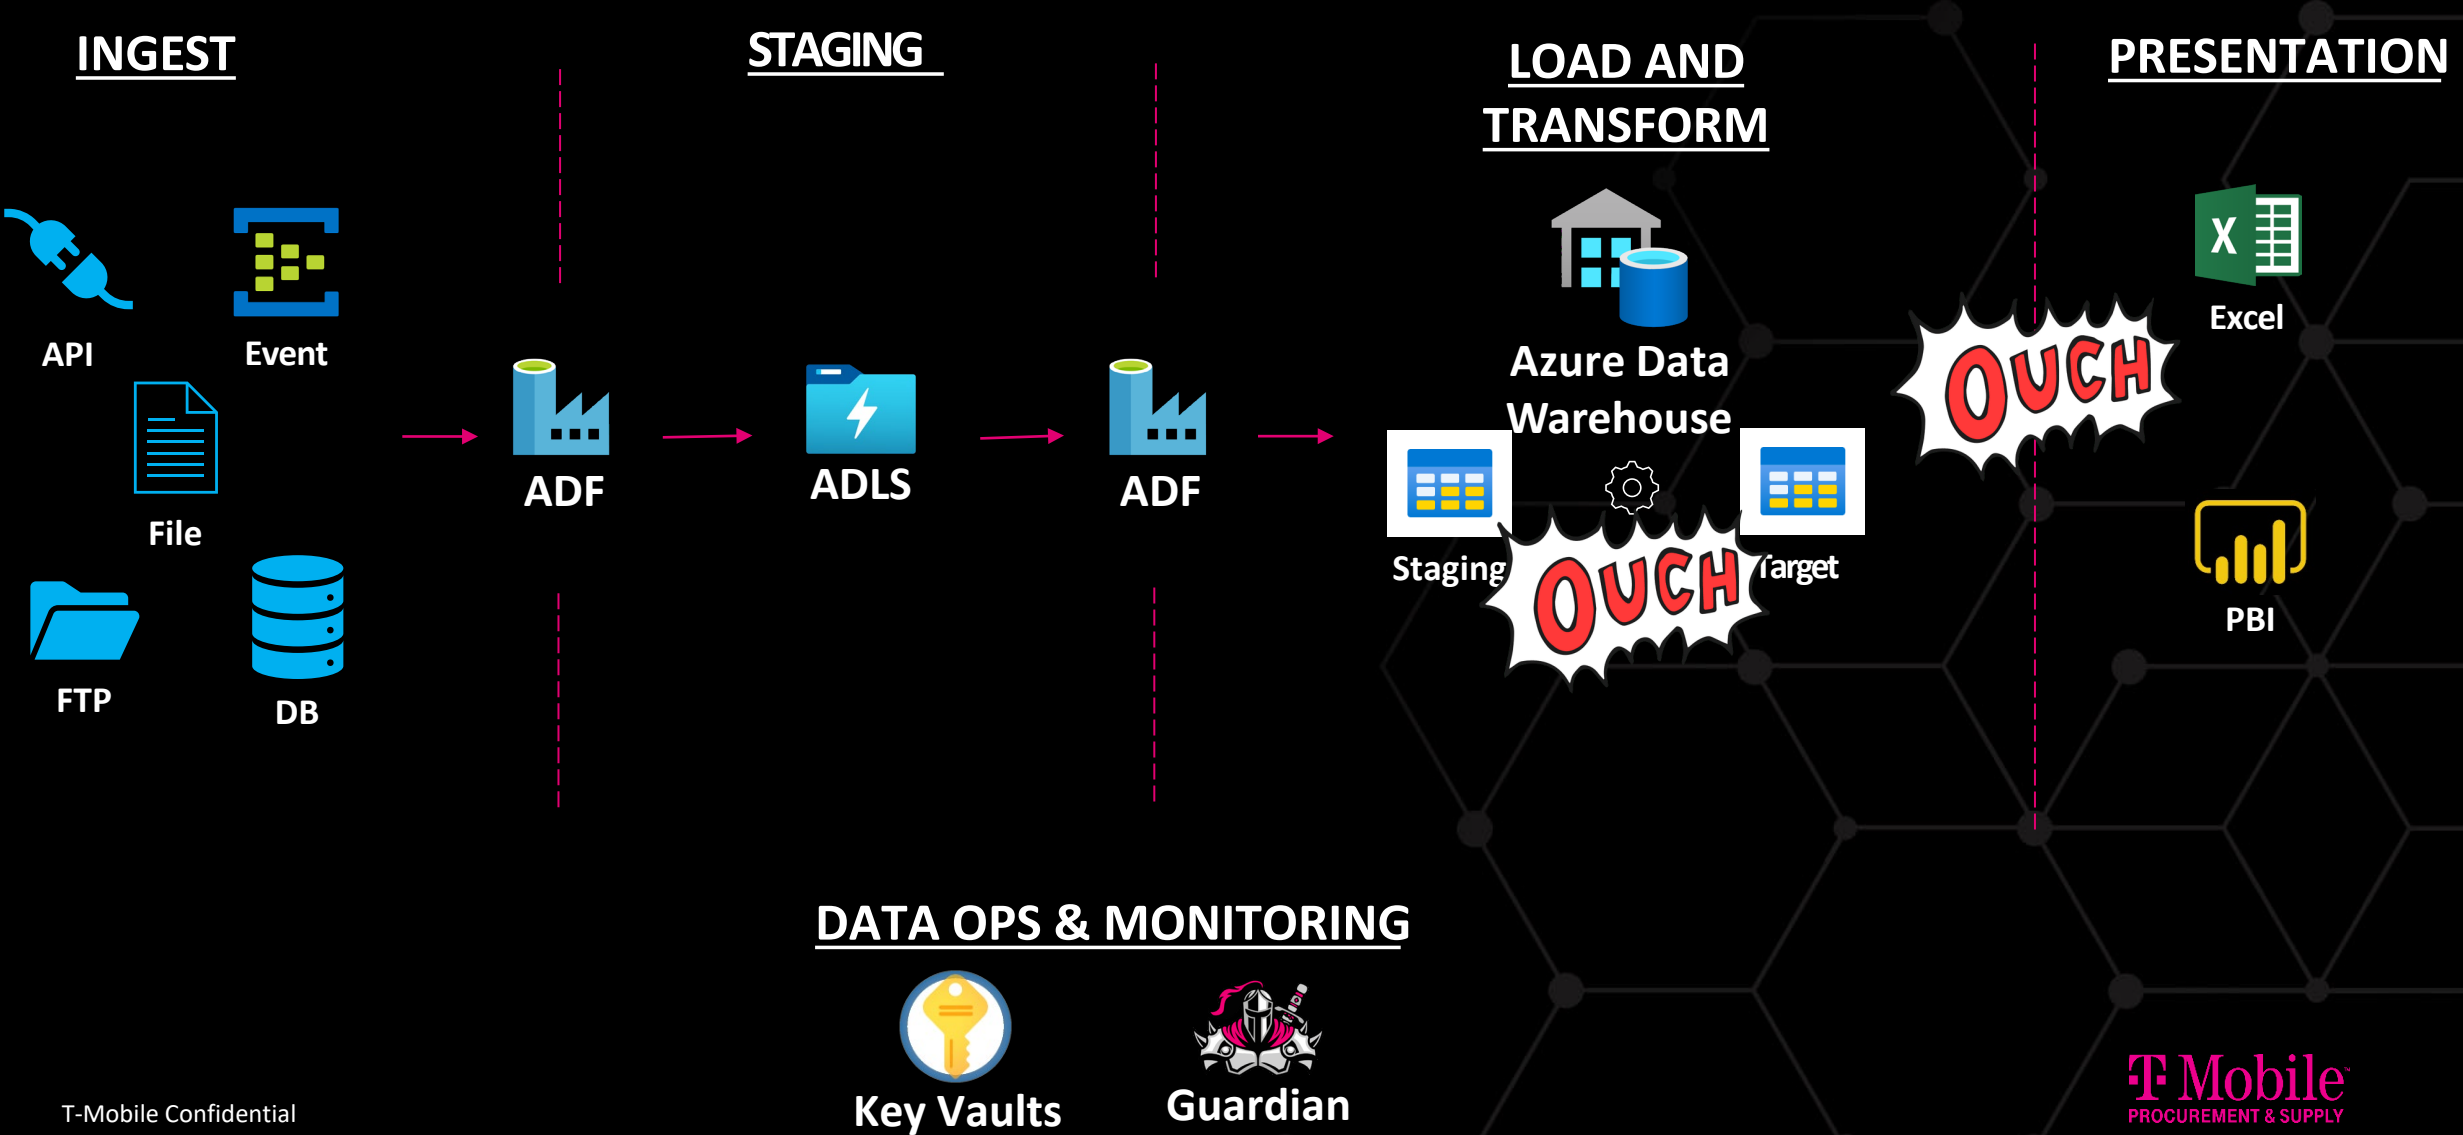 INGEST
STAGING
LOAD AND
TRANSFORM
PRESENTATION
API
Event
File
FTP
DB
ADF
ADLS
ADF
Azure Data
Warehouse
Staging
Target
OUCH
OUCH
X
Excel
PBI
DATA OPS & MONITORING
Key Vaults
Guardian
T-Mobile Confidential
T Mobile™
PROCUREMENT & SUPPLY